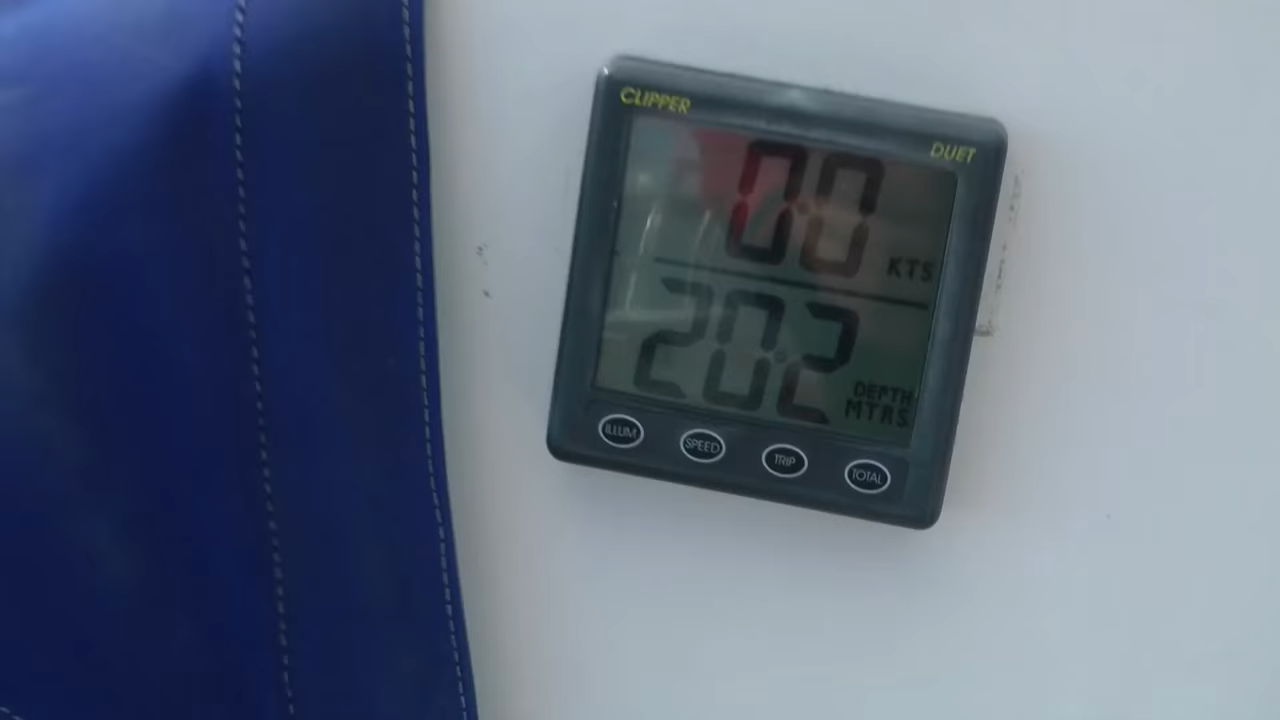 CLIPPER
DUET
0.0 KTS
20.2 DEPTH
MTRS
ILLUM SPEED TRIP TOTAL